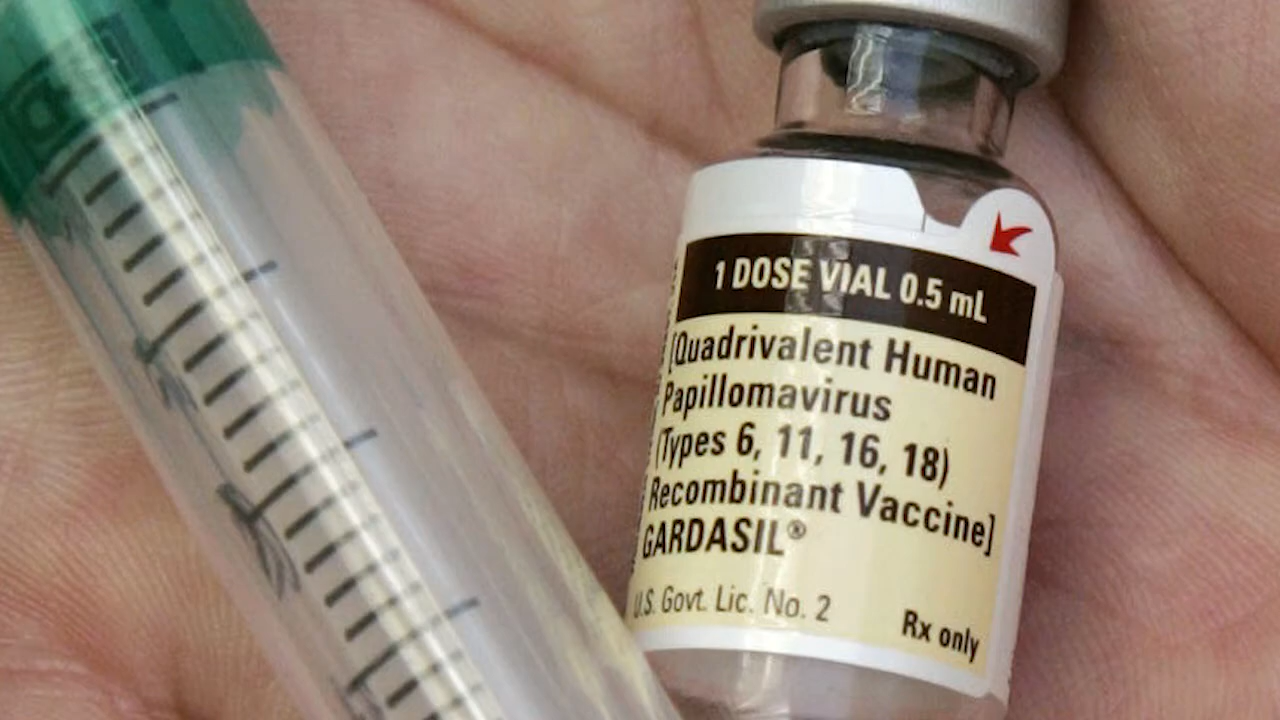 1 DOSE VIAL 0.5 mL
[Quadrivalent Human
Papillomavirus
(Types 6, 11, 16, 18)
Recombinant Vaccine]
GARDASIL®
U.S. Govt. Lic. No. 2
Rx only